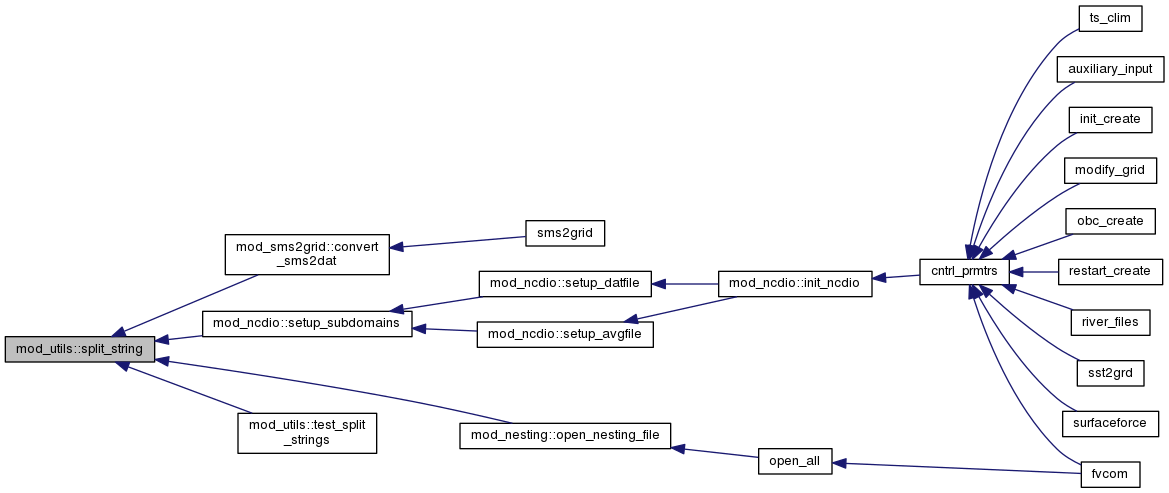 ts_clim
auxiliary_input
init_create
modify_grid
obc_create
sms2grid
mod_sms2grid::convert
_sms2dat
cntrl_prmtrs
restart_create
mod_ncdio::setup_datfile
mod_ncdio::init_ncdio
mod_ncdio::setup_subdomains
river_files
mod_ncdio::setup_avgfile
mod_utils::split_string
sst2grd
surfaceforce
mod_utils::test_split
_strings
mod_nesting::open_nesting_file
open_all
fvcom